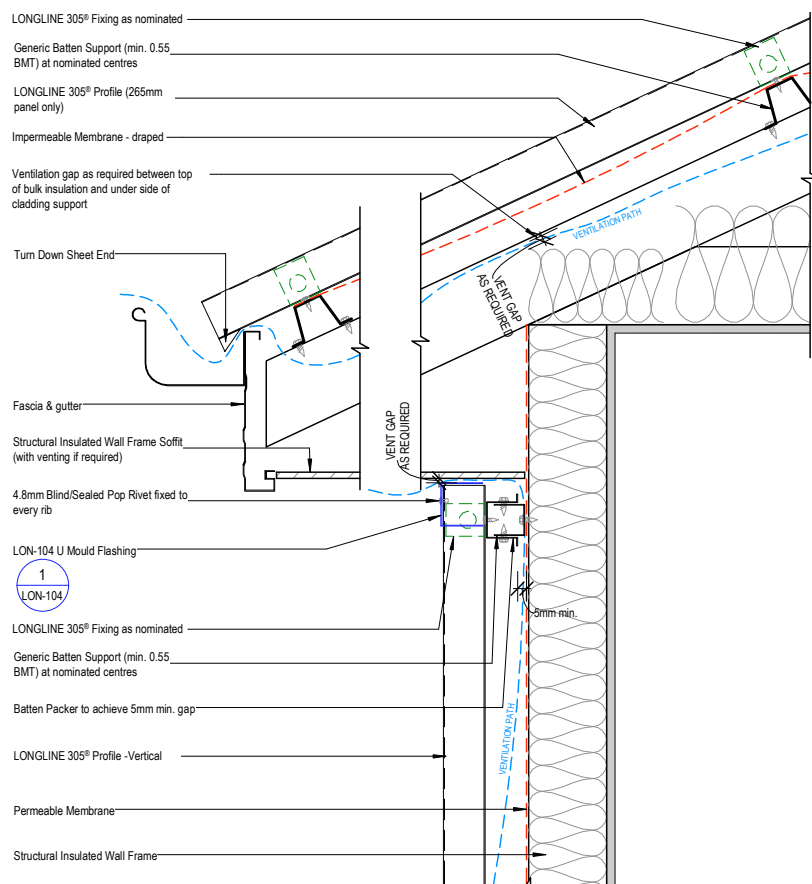 LONGLINE 305® Fixing as nominated
Generic Batten Support (min. 0.55
BMT) at nominated centres
LONGLINE 305® Profile (265mm
panel only)
Impermeable Membrane - draped
Ventilation gap as required between top
of bulk insulation and under side of
cladding support
Turn Down Sheet End
Fascia & gutter
Structural Insulated Wall Frame Soffit
(with venting if required)
4.8mm Blind/Sealed Pop Rivet fixed to
every rib
LON-104 U Mould Flashing
1
LON-104
LONGLINE 305® Fixing as nominated
Generic Batten Support (min. 0.55
BMT) at nominated centres
Batten Packer to achieve 5mm min. gap
LONGLINE 305® Profile -Vertical
Permeable Membrane
Structural Insulated Wall Frame
VENTILATION PATH
VENT GAP
AS REQUIRED
VENT GAP
AS REQUIRED
5mm min.
VENTILATION PATH